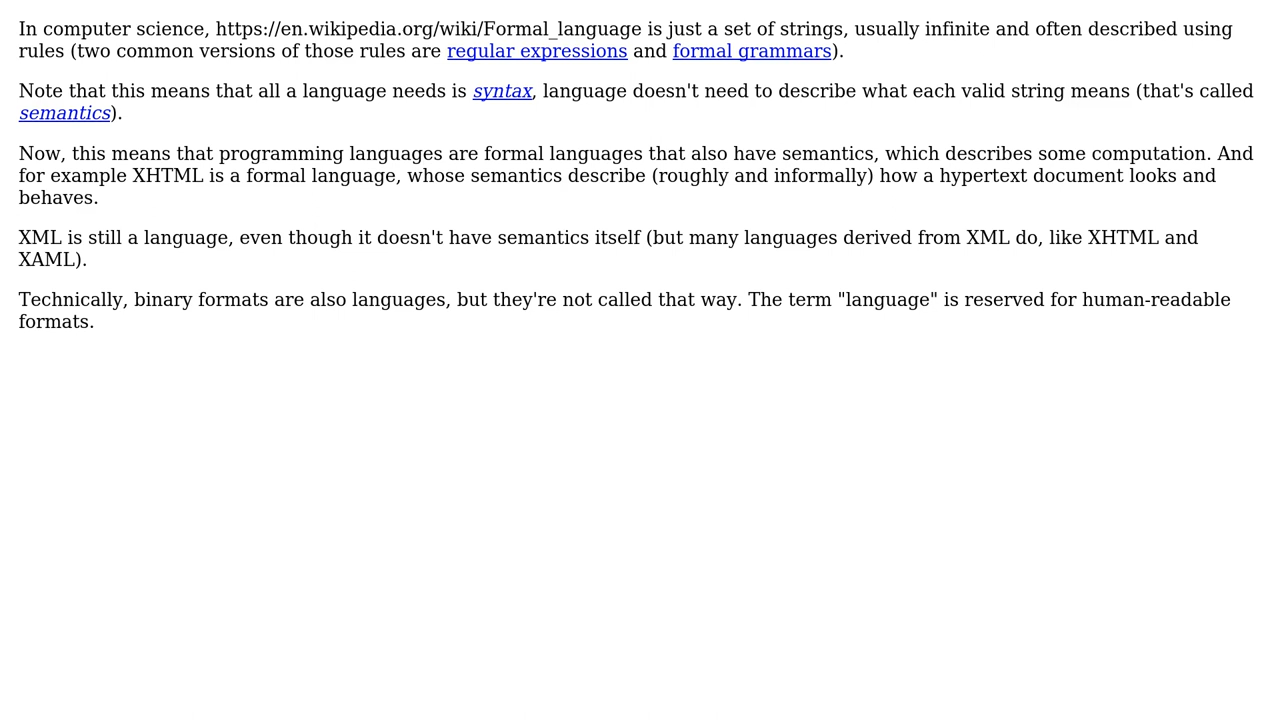 In computer science, https://en.wikipedia.org/wiki/Formal_language is just a set of strings, usually infinite and often described using
rules (two common versions of those rules are regular expressions and formal grammars).
Note that this means that all a language needs is syntax, language doesn't need to describe what each valid string means (that's called
semantics).
Now, this means that programming languages are formal languages that also have semantics, which describes some computation. And
for example XHTML is a formal language, whose semantics describe (roughly and informally) how a hypertext document looks and
behaves.
XML is still a language, even though it doesn't have semantics itself (but many languages derived from XML do, like XHTML and
XAML).
Technically, binary formats are also languages, but they're not called that way. The term "language" is reserved for human-readable
formats.